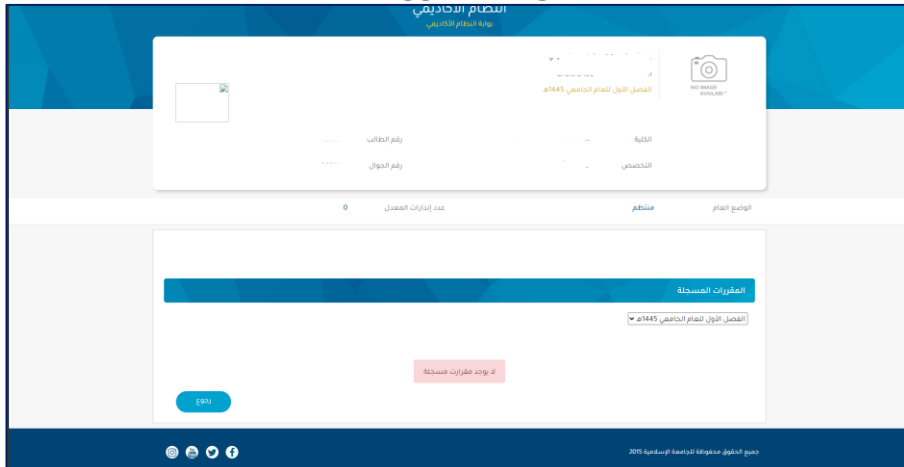 النظام الأكاديمي
بوابة النظام الأكاديمي
NO IMAGE
AVAILABL
الفصل الأول للعام الجامعي 1445هـ
الكلية
رقم الطالب
التخصص
رقم الجوال
الوضع العام منتظم عدد إنذارات المعدل 0
المقررات المسجلة
الفصل الأول للعام الجامعي 1445هـ
لا يوجد مقرارت مسجلة
رجوع
جميع الحقوق محفوظة للجامعة الإسلامية 2015